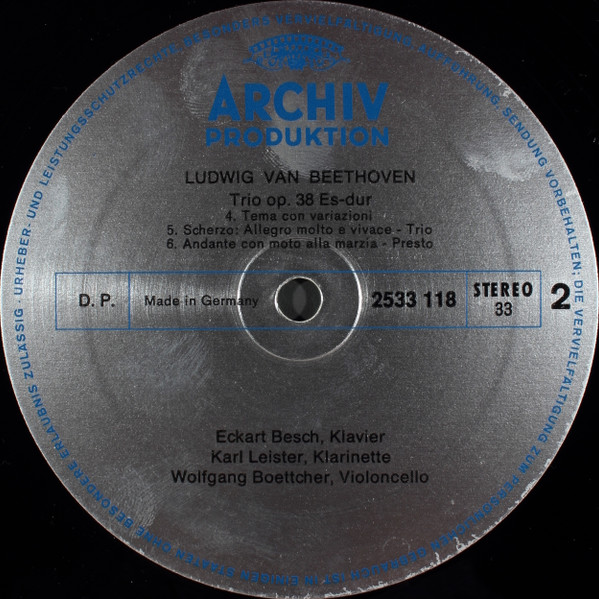 ARCHIV
PRODUKTION
LUDWIG VAN BEETHOVEN
Trio op. 38 Es-dur
4. Tema con variazioni
5. Scherzo: Allegro molto e vivace - Trio
6. Andante con moto alla marzia - Presto
D. P.
Made in Germany
2533 118
STEREO
33
2
Eckart Besch, Klavier
Karl Leister, Klarinette
Wolfgang Boettcher, Violoncello
URHEBER- UND LEISTUNGSSCHUTZRECHTE, BESONDERS VERVIELFÄLTIGUNG, AUFFÜHRUNG, SENDUNG VORBEHALTEN; DIE VERVIELFÄLTIGUNG ZUM PERSÖNLICHEN GEBRAUCH IST IN EINIGEN STAATEN OHNE BESONDERE ERLAUBNIS ZULÄSSIG ·